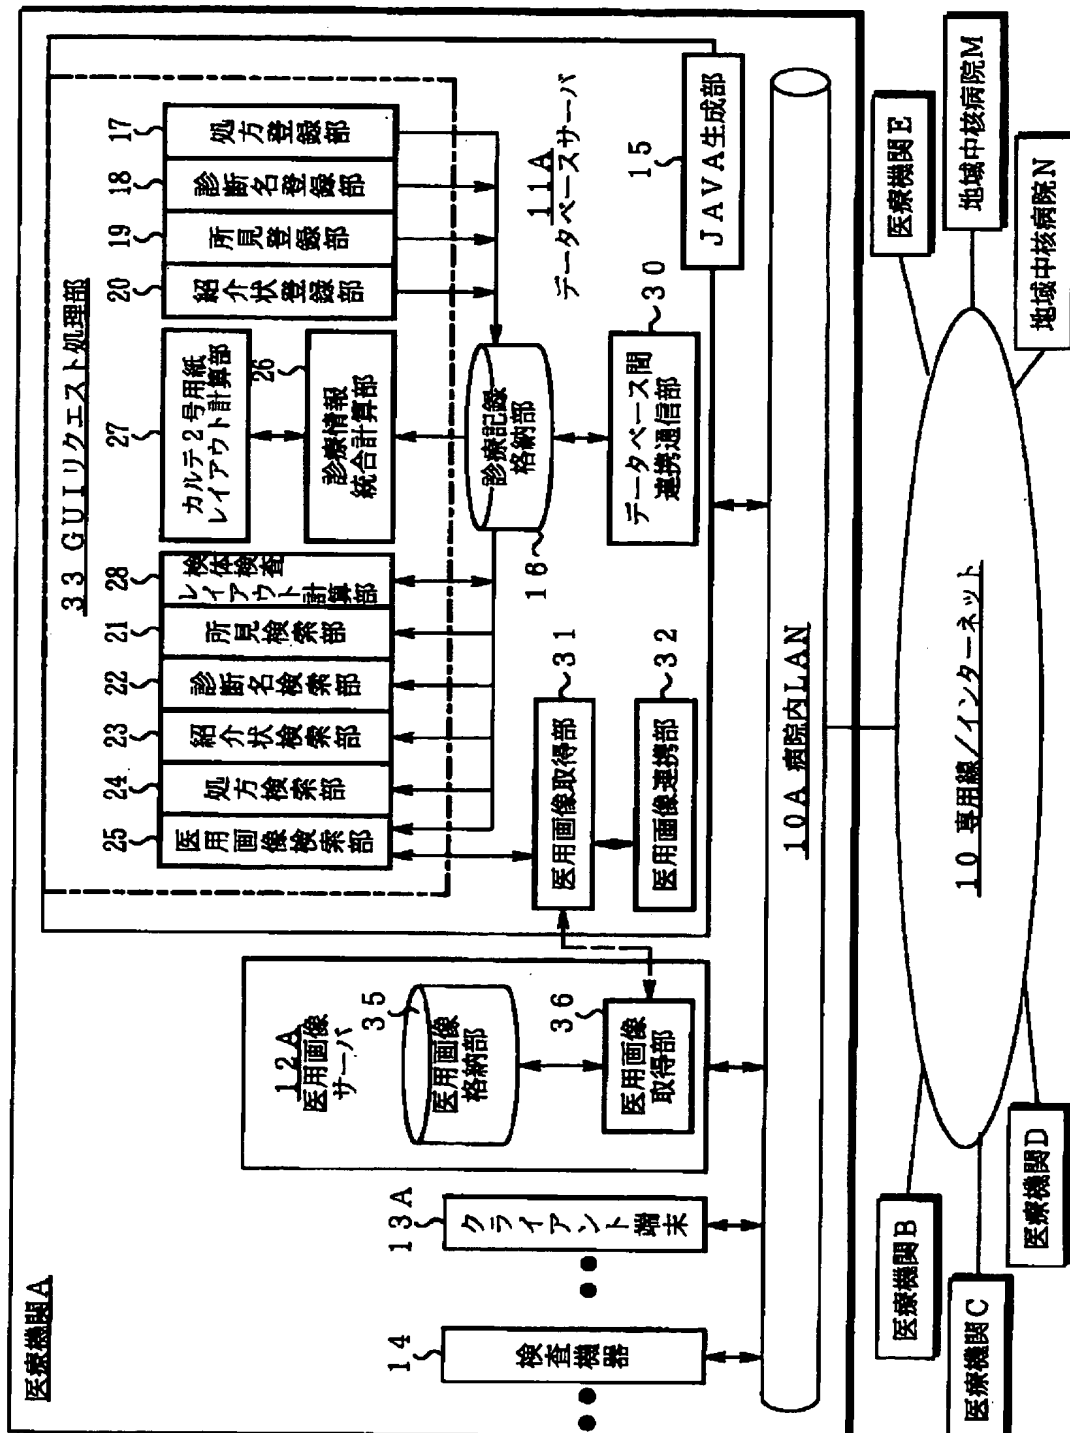 医療機関A
14
検査機器
13A
クライアント端末
12A
医用画像
サーバ
35
医用画像
格納部
36
医用画像
取得部
33 GUIリクエスト処理部
25
医用画像検索部
24
処方検索部
23
紹介状検索部
22
診断名検索部
21
所見検索部
28
検体検査
レイアウト計算部
27
カルテ2号用紙
レイアウト計算部
26
診療情報
統合計算部
20
紹介状登録部
19
所見登録部
18
診断名登録部
17
処方登録部
16
診療記録
格納部
11A
データベースサーバ
31
医用画像取得部
32
医用画像連携部
30
データベース間
連携通信部
15
JAVA生成部
10A 病院内LAN
10 専用線/インターネット
医療機関B
医療機関C
医療機関D
医療機関E
地域中核病院M
地域中核病院N